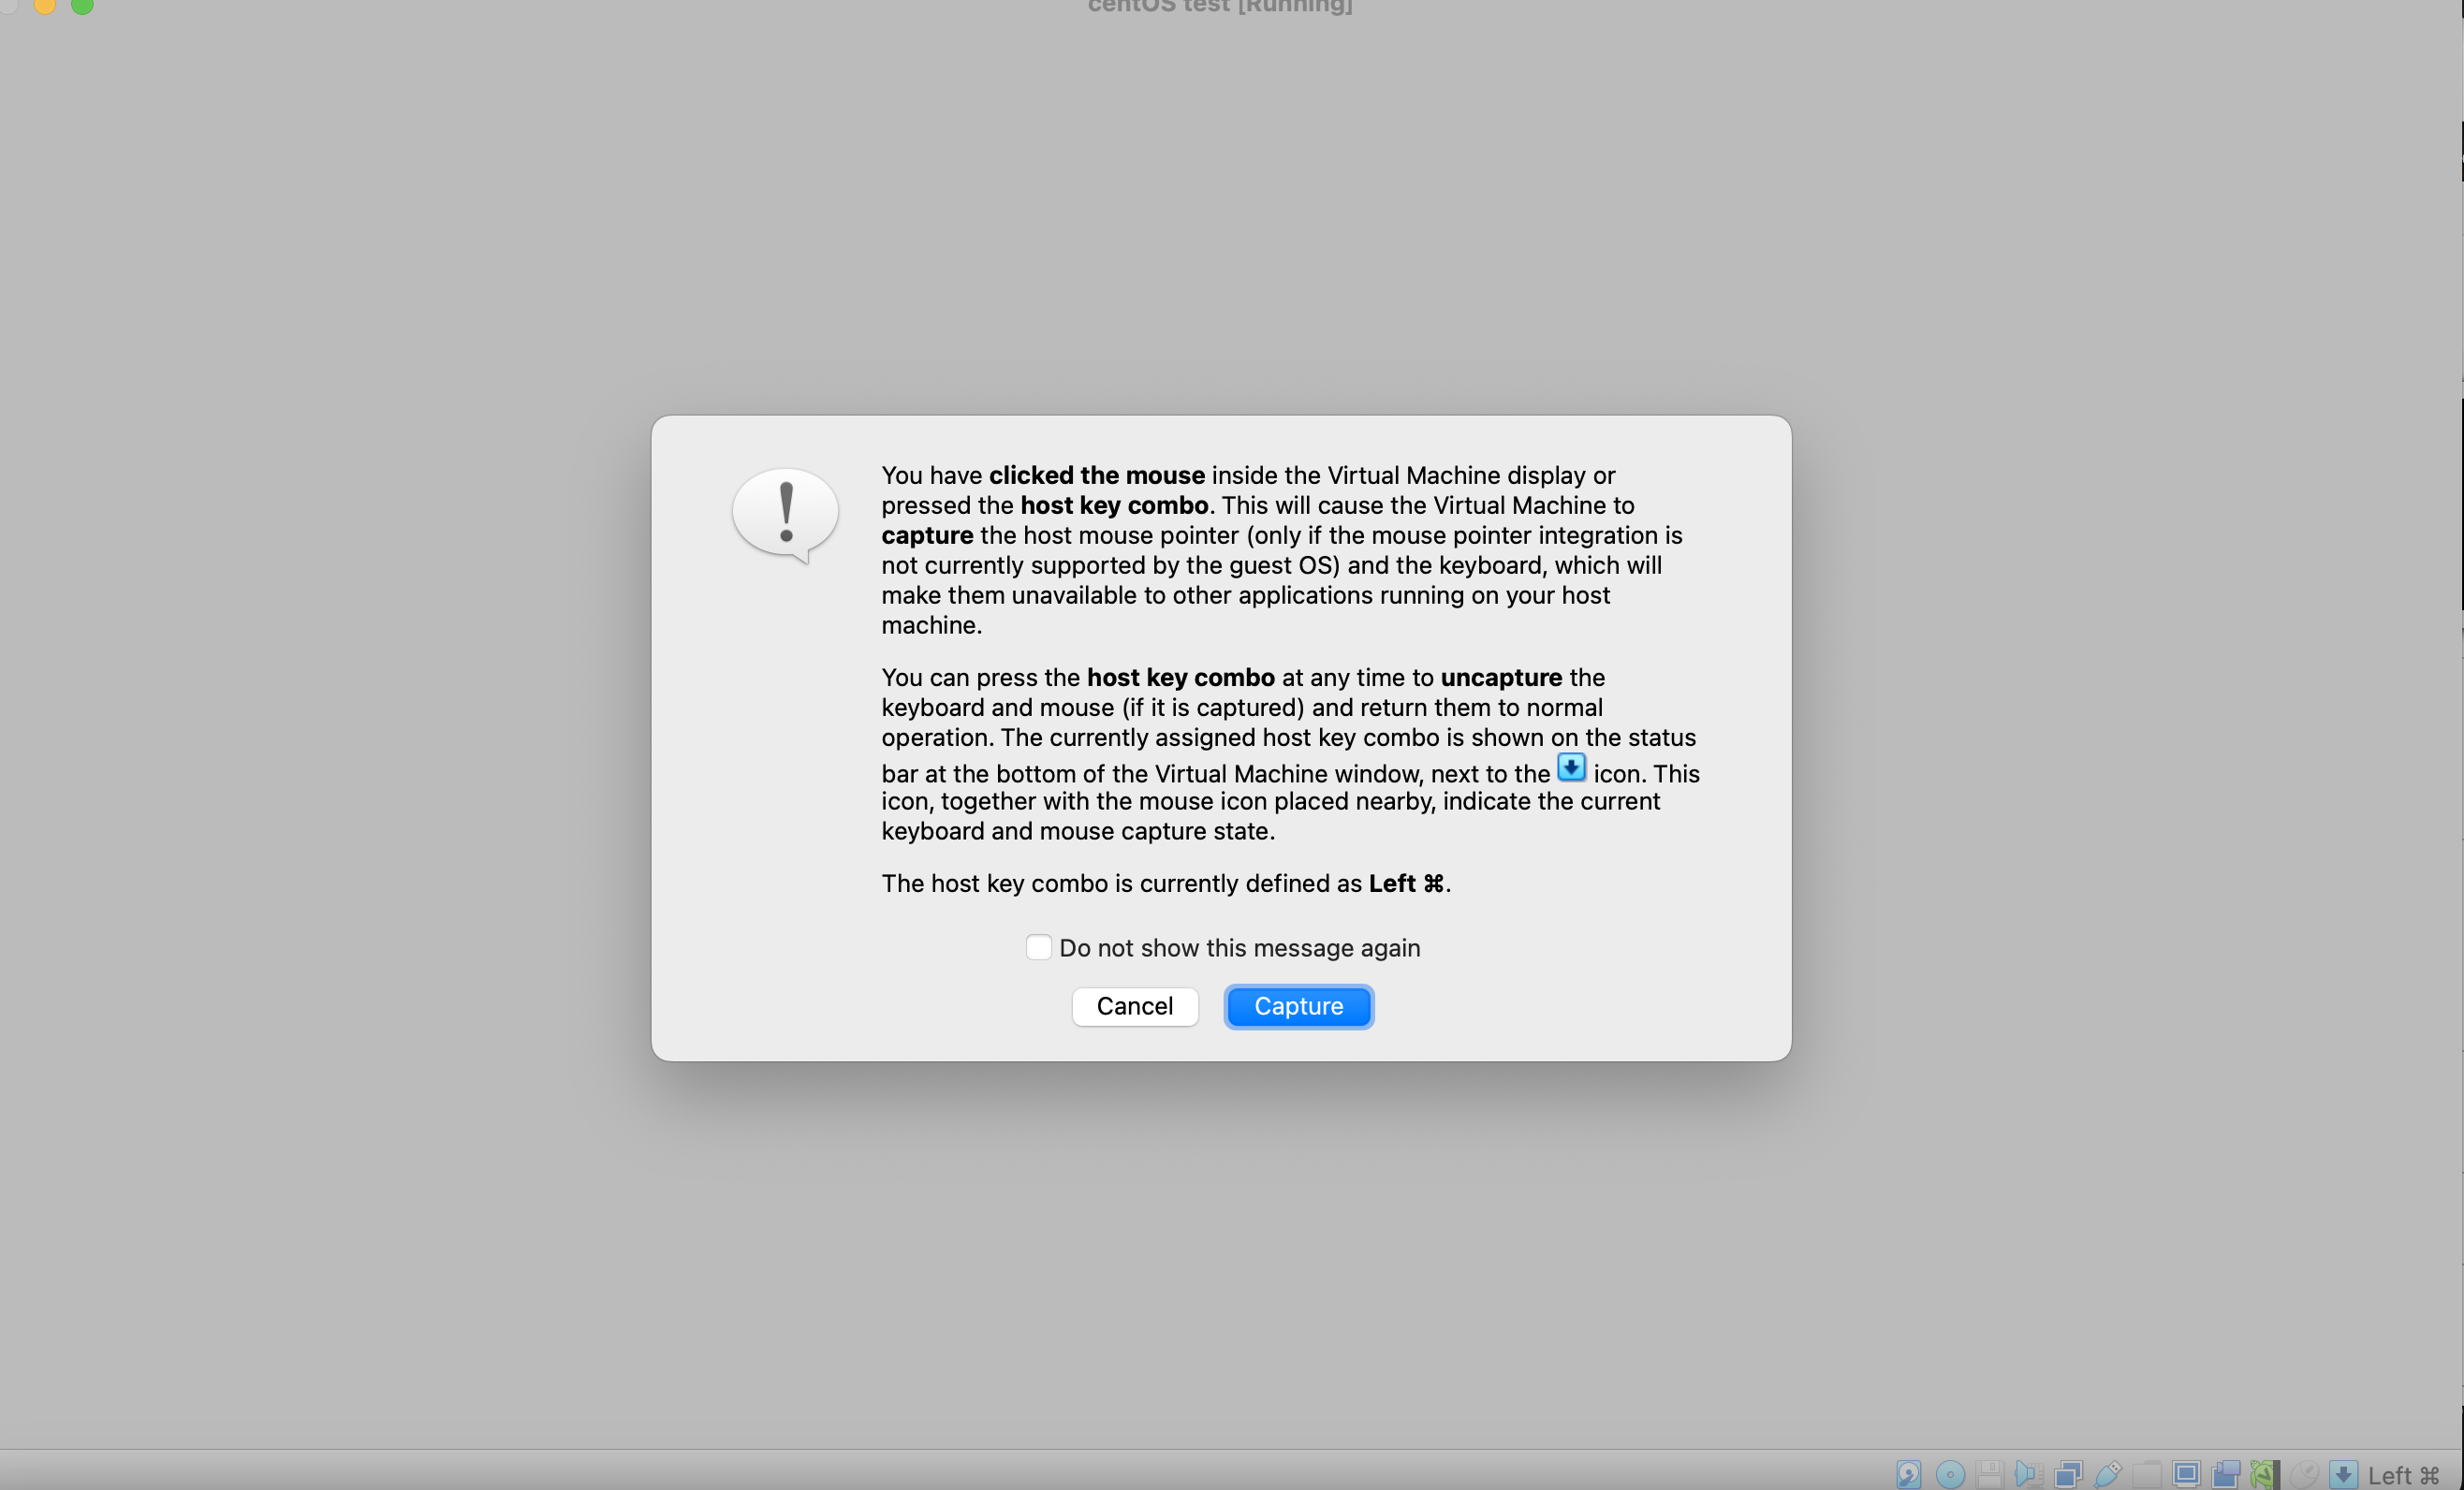 centOS test [Running]
You have clicked the mouse inside the Virtual Machine display or
pressed the host key combo. This will cause the Virtual Machine to
capture the host mouse pointer (only if the mouse pointer integration is
not currently supported by the guest OS) and the keyboard, which will
make them unavailable to other applications running on your host
machine.
You can press the host key combo at any time to uncapture the
keyboard and mouse (if it is captured) and return them to normal
operation. The currently assigned host key combo is shown on the status
bar at the bottom of the Virtual Machine window, next to the icon. This
icon, together with the mouse icon placed nearby, indicate the current
keyboard and mouse capture state.
The host key combo is currently defined as Left ⌘.
Do not show this message again
Cancel Capture
Left ⌘